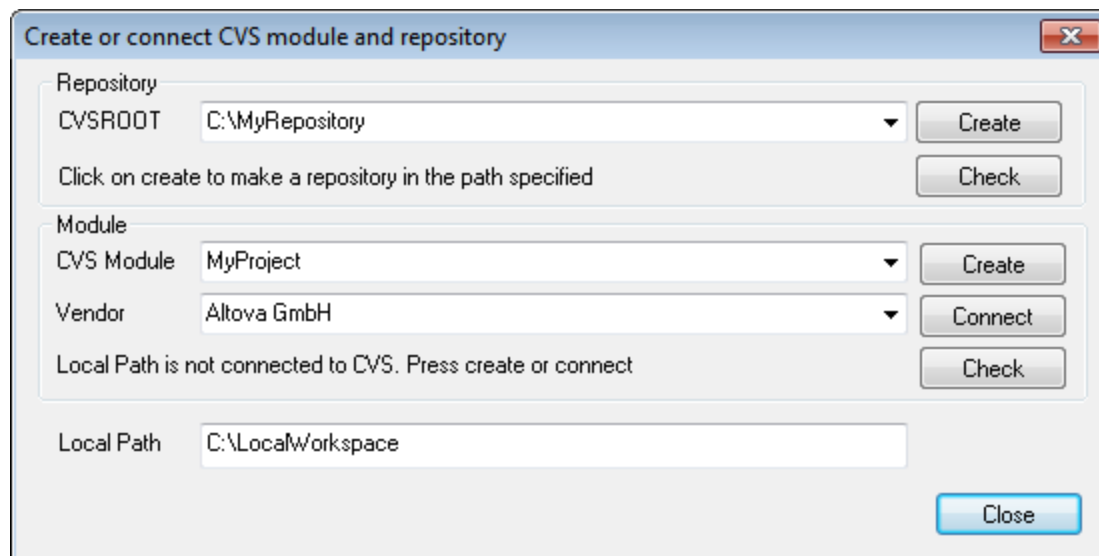 Create or connect CVS module and repository
Repository
CVSROOT C:\MyRepository Create
Click on create to make a repository in the path specified Check
Module
CVS Module MyProject Create
Vendor Altova GmbH Connect
Local Path is not connected to CVS. Press create or connect Check
Local Path C:\LocalWorkspace
Close